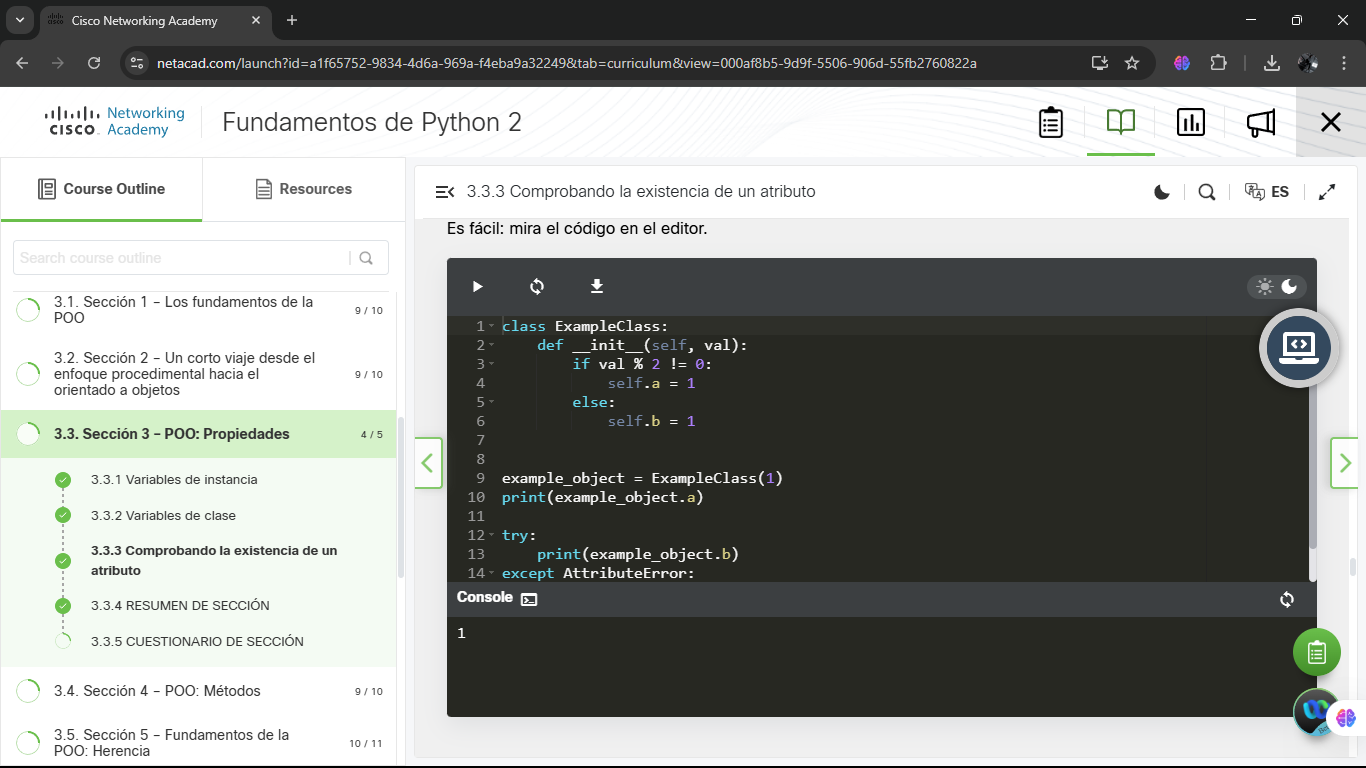 Cisco Networking Academy
netacad.com/launch?id=a1f65752-9834-4d6a-969a-f4eba9a32249&tab=curriculum&view=000af8b5-9d9f-5506-906d-55fb2760822a
CISCO
Networking
Academy
Fundamentos de Python 2
Course Outline
Resources
Search course outline
3.1. Sección 1 - Los fundamentos de la
POO
9 / 10
3.2. Sección 2 - Un corto viaje desde el
enfoque procedimental hacia el
orientado a objetos
9 / 10
3.3. Sección 3 - POO: Propiedades
4 / 5
3.3.1 Variables de instancia
3.3.2 Variables de clase
3.3.3 Comprobando la existencia de un
atributo
3.3.4 RESUMEN DE SECCIÓN
3.3.5 CUESTIONARIO DE SECCIÓN
3.4. Sección 4 - POO: Métodos
9 / 10
3.5. Sección 5 - Fundamentos de la
POO: Herencia
10 / 11
3.3.3 Comprobando la existencia de un atributo
ES
Es fácil: mira el código en el editor.
1 class ExampleClass:
2     def __init__(self, val):
3         if val % 2 != 0:
4             self.a = 1
5         else:
6             self.b = 1
7
8
9 example_object = ExampleClass(1)
10 print(example_object.a)
11
12 try:
13     print(example_object.b)
14 except AttributeError:
Console
1